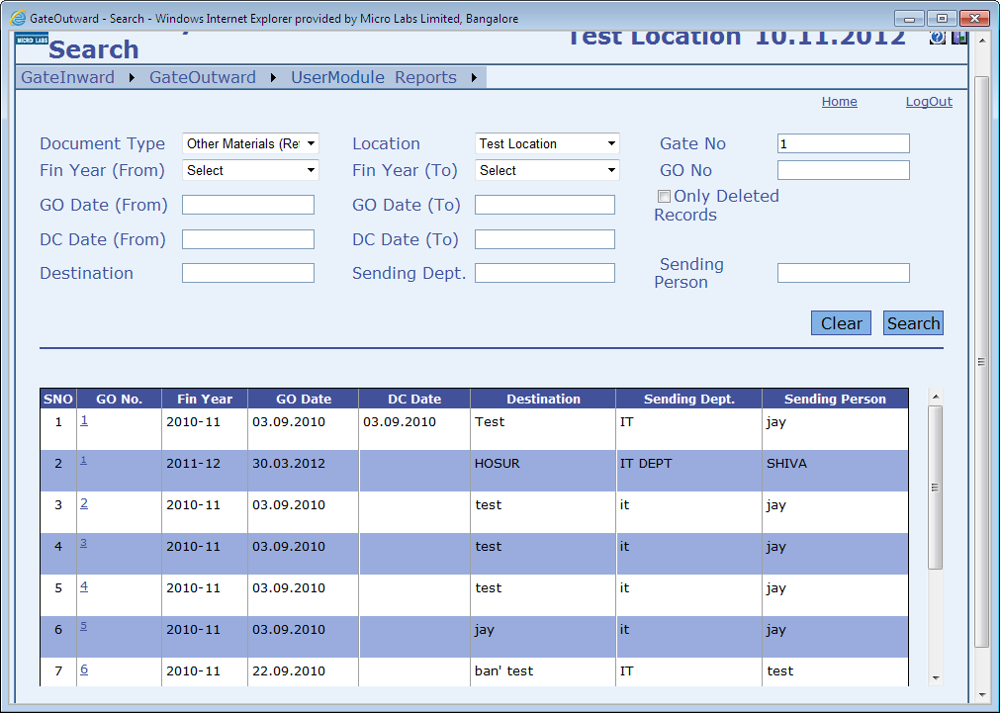 GateOutward - Search - Windows Internet Explorer provided by Micro Labs Limited, Bangalore
MICRO LABS
Search
Test Location 10.11.2012
GateInward GateOutward UserModule Reports
Home LogOut
Document Type Other Materials (Ret Location Test Location Gate No 1
Fin Year (From) Select Fin Year (To) Select GO No
GO Date (From) GO Date (To) Only Deleted
Records
DC Date (From) DC Date (To)
Destination Sending Dept. Sending
Person
Clear Search
SNO GO No. Fin Year GO Date DC Date Destination Sending Dept. Sending Person
1 1 2010-11 03.09.2010 03.09.2010 Test IT jay
2 1 2011-12 30.03.2012 HOSUR IT DEPT SHIVA
3 2 2010-11 03.09.2010 test it jay
4 3 2010-11 03.09.2010 test it jay
5 4 2010-11 03.09.2010 test it jay
6 5 2010-11 03.09.2010 jay it jay
7 6 2010-11 22.09.2010 ban' test IT test